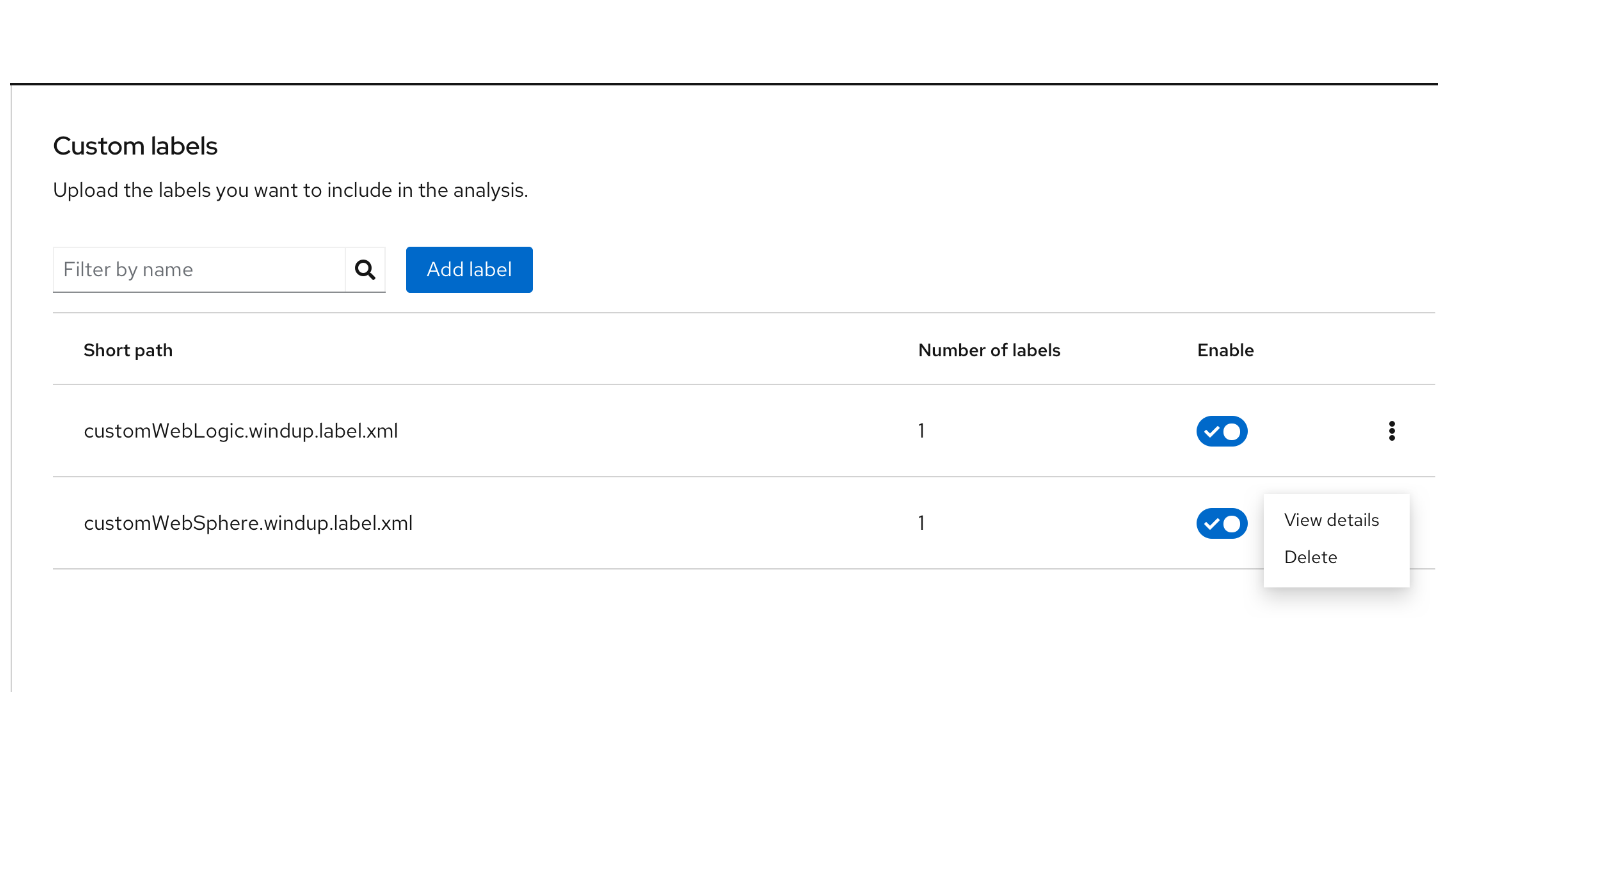 Custom labels
Upload the labels you want to include in the analysis.
Filter by name Add label
Short path Number of labels Enable
customWebLogic.windup.label.xml 1
customWebSphere.windup.label.xml 1
View details
Delete